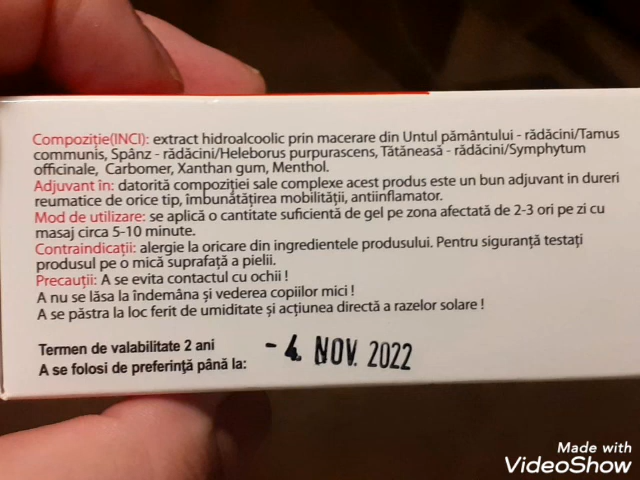 Compoziție(INCI): extract hidroalcoolic prin macerare din Untul pământului - rădăcini/Tamus
communis, Spânz - rădăcini/Heleborus purpurascens, Tătăneasă - rădăcini/Symphytum
officinale, Carbomer, Xanthan gum, Menthol.
Adjuvant în: datorită compoziției sale complexe acest produs este un bun adjuvant in dureri
reumatice de orice tip, îmbunătățirea mobilității, antiinflamator.
Mod de utilizare: se aplică o cantitate suficientă de gel pe zona afectată de 2-3 ori pe zi cu
masaj circa 5-10 minute.
Contraindicații: alergie la oricare din ingredientele produsului. Pentru siguranță testați
produsul pe o mică suprafață a pielii.
Precauții: A se evita contactul cu ochii !
A nu se lăsa la îndemâna și vederea copiilor mici !
A se păstra la loc ferit de umiditate și acțiunea directă a razelor solare !
Termen de valabilitate 2 ani
A se folosi de preferință până la:
- 4. NOV. 2022
Made with
VideoShow